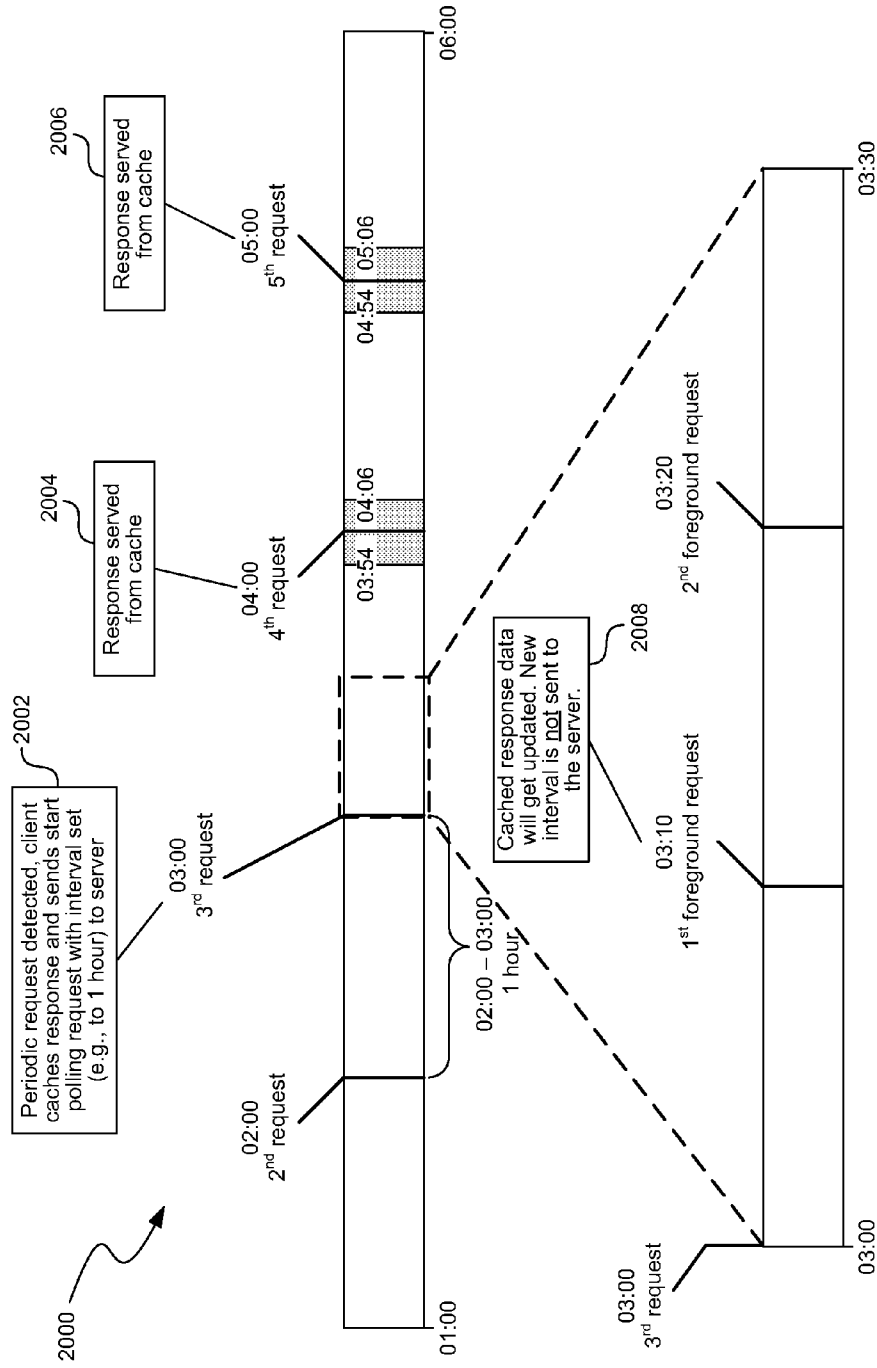 2000
Periodic request detected, client
caches response and sends start
polling request with interval set
(e.g., to 1 hour) to server
2002
Response served
from cache
2004
Response served
from cache
2006
02:00
2nd request
03:00
3rd request
04:00
4th request
05:00
5th request
03:54
04:06
04:54
05:06
01:00
06:00
02:00 – 03:00
1 hour
Cached response data
will get updated. New
interval is not sent to
the server.
2008
03:00
3rd request
03:10
1st foreground request
03:20
2nd foreground request
03:00
03:30